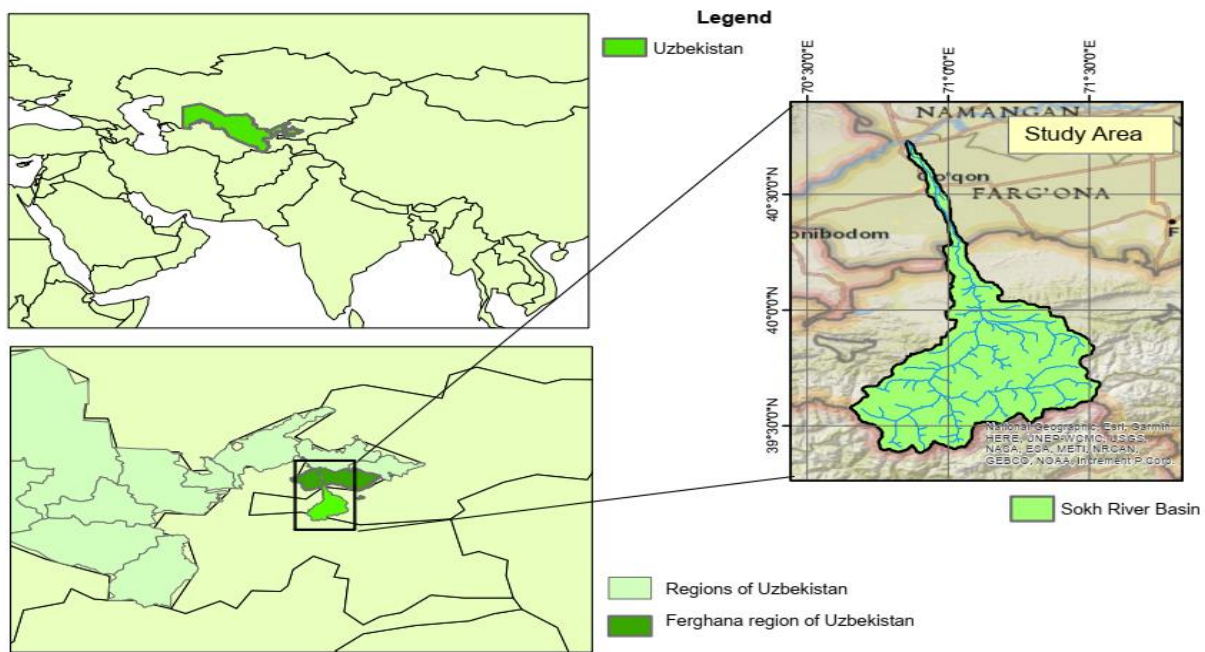 Legend
Uzbekistan
70°30'0"E
71°0'0"E
71°30'0"E
NAMANGAN
Study Area
Qo'qon
FARG'ONA
onibodom
F
40°30'0"N
40°0'0"N
39°30'0"N
National Geographic, Esri, Garmin,
HERE, UNEP-WCMC, USGS,
NASA, ESA, METI, NRCAN,
GEBCO, NOAA, Increment P Corp.
Sokh River Basin
Regions of Uzbekistan
Ferghana region of Uzbekistan